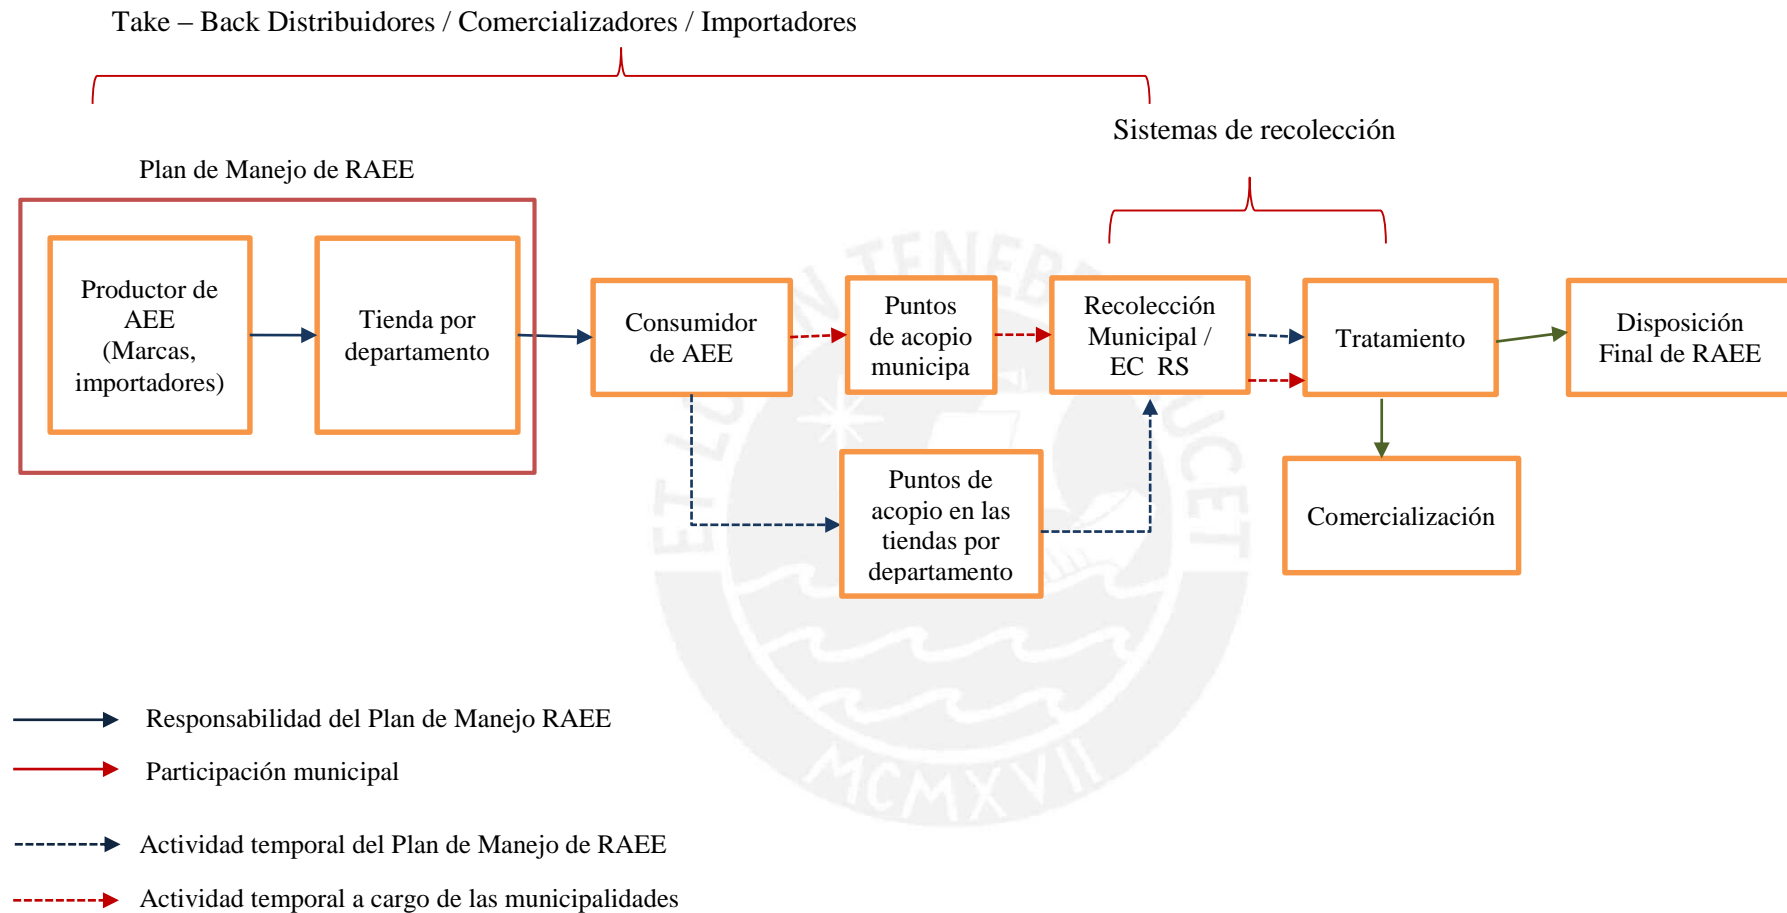 Take – Back Distribuidores / Comercializadores / Importadores
Sistemas de recolección
Plan de Manejo de RAEE
Productor de
AEE
(Marcas,
importadores)
Tienda por
departamento
Consumidor
de AEE
Puntos
de acopio
municipa
Recolección
Municipal /
EC RS
Tratamiento
Disposición
Final de RAEE
Puntos de
acopio en las
tiendas por
departamento
Comercialización
Responsabilidad del Plan de Manejo RAEE
Participación municipal
Actividad temporal del Plan de Manejo de RAEE
Actividad temporal a cargo de las municipalidades
MCMXVII